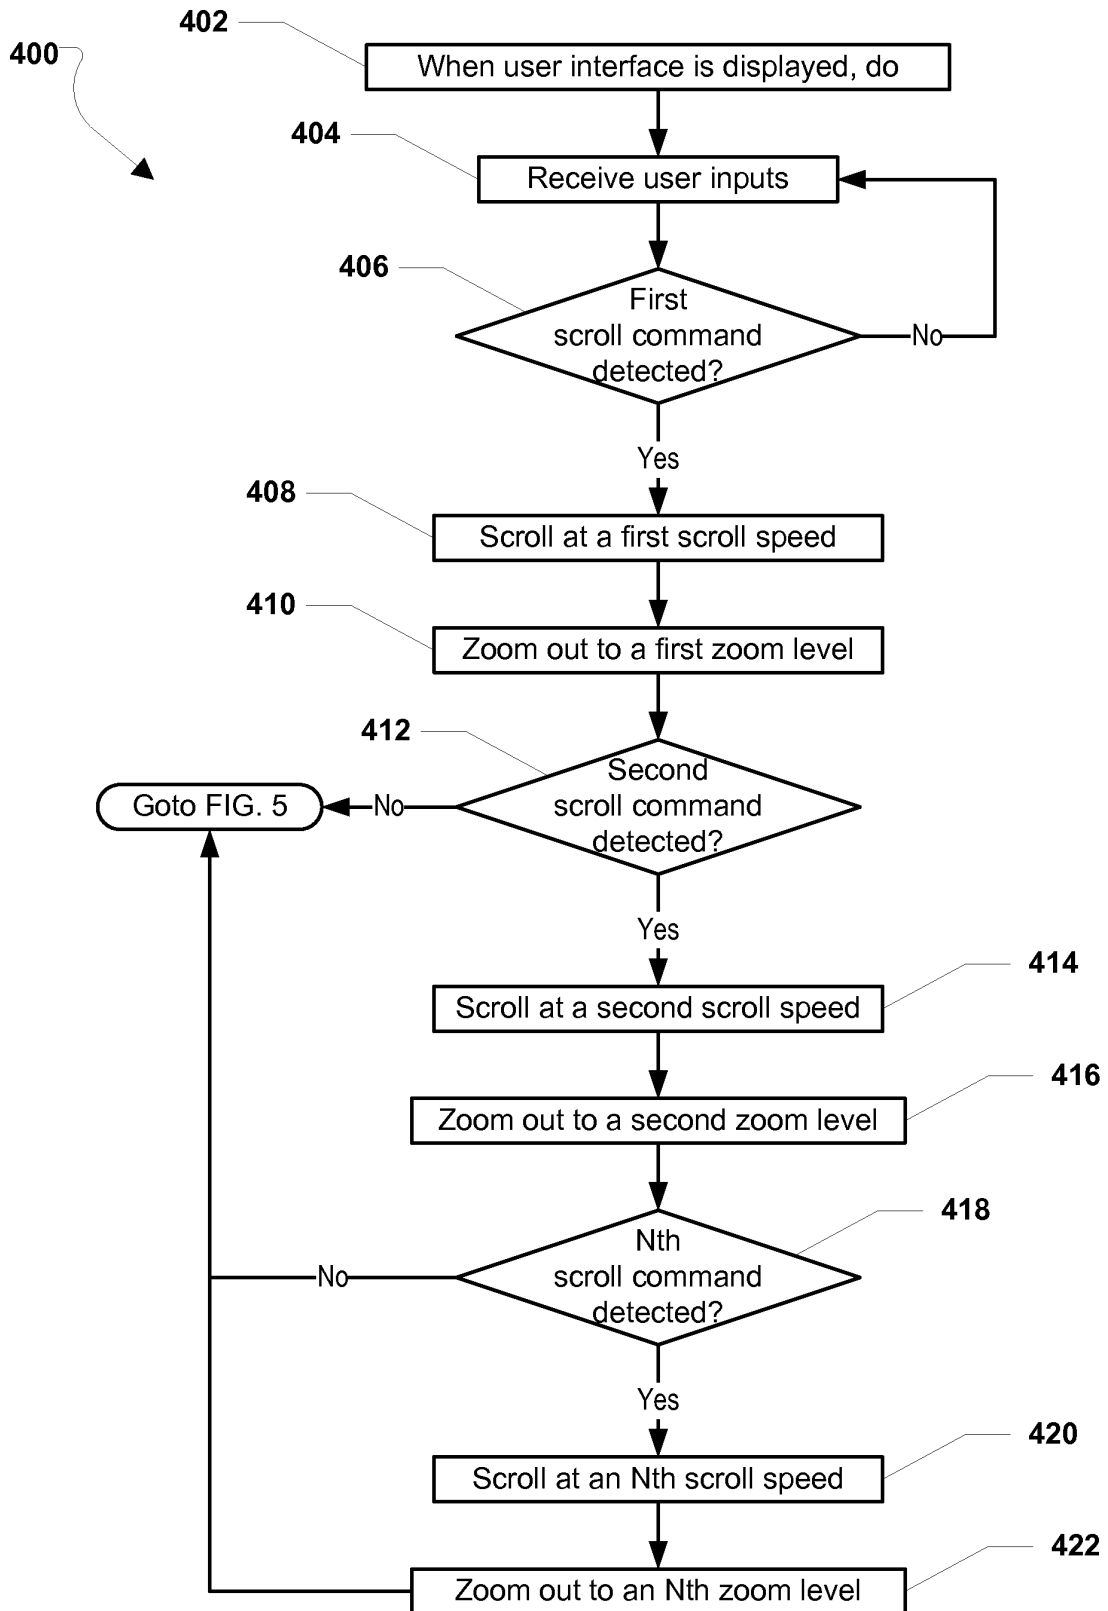 402
400
When user interface is displayed, do
404
Receive user inputs
406
First
scroll command
detected?
No
Yes
408
Scroll at a first scroll speed
410
Zoom out to a first zoom level
412
Second
scroll command
detected?
No
Goto FIG. 5
Yes
414
Scroll at a second scroll speed
416
Zoom out to a second zoom level
418
Nth
scroll command
detected?
No
Yes
420
Scroll at an Nth scroll speed
422
Zoom out to an Nth zoom level